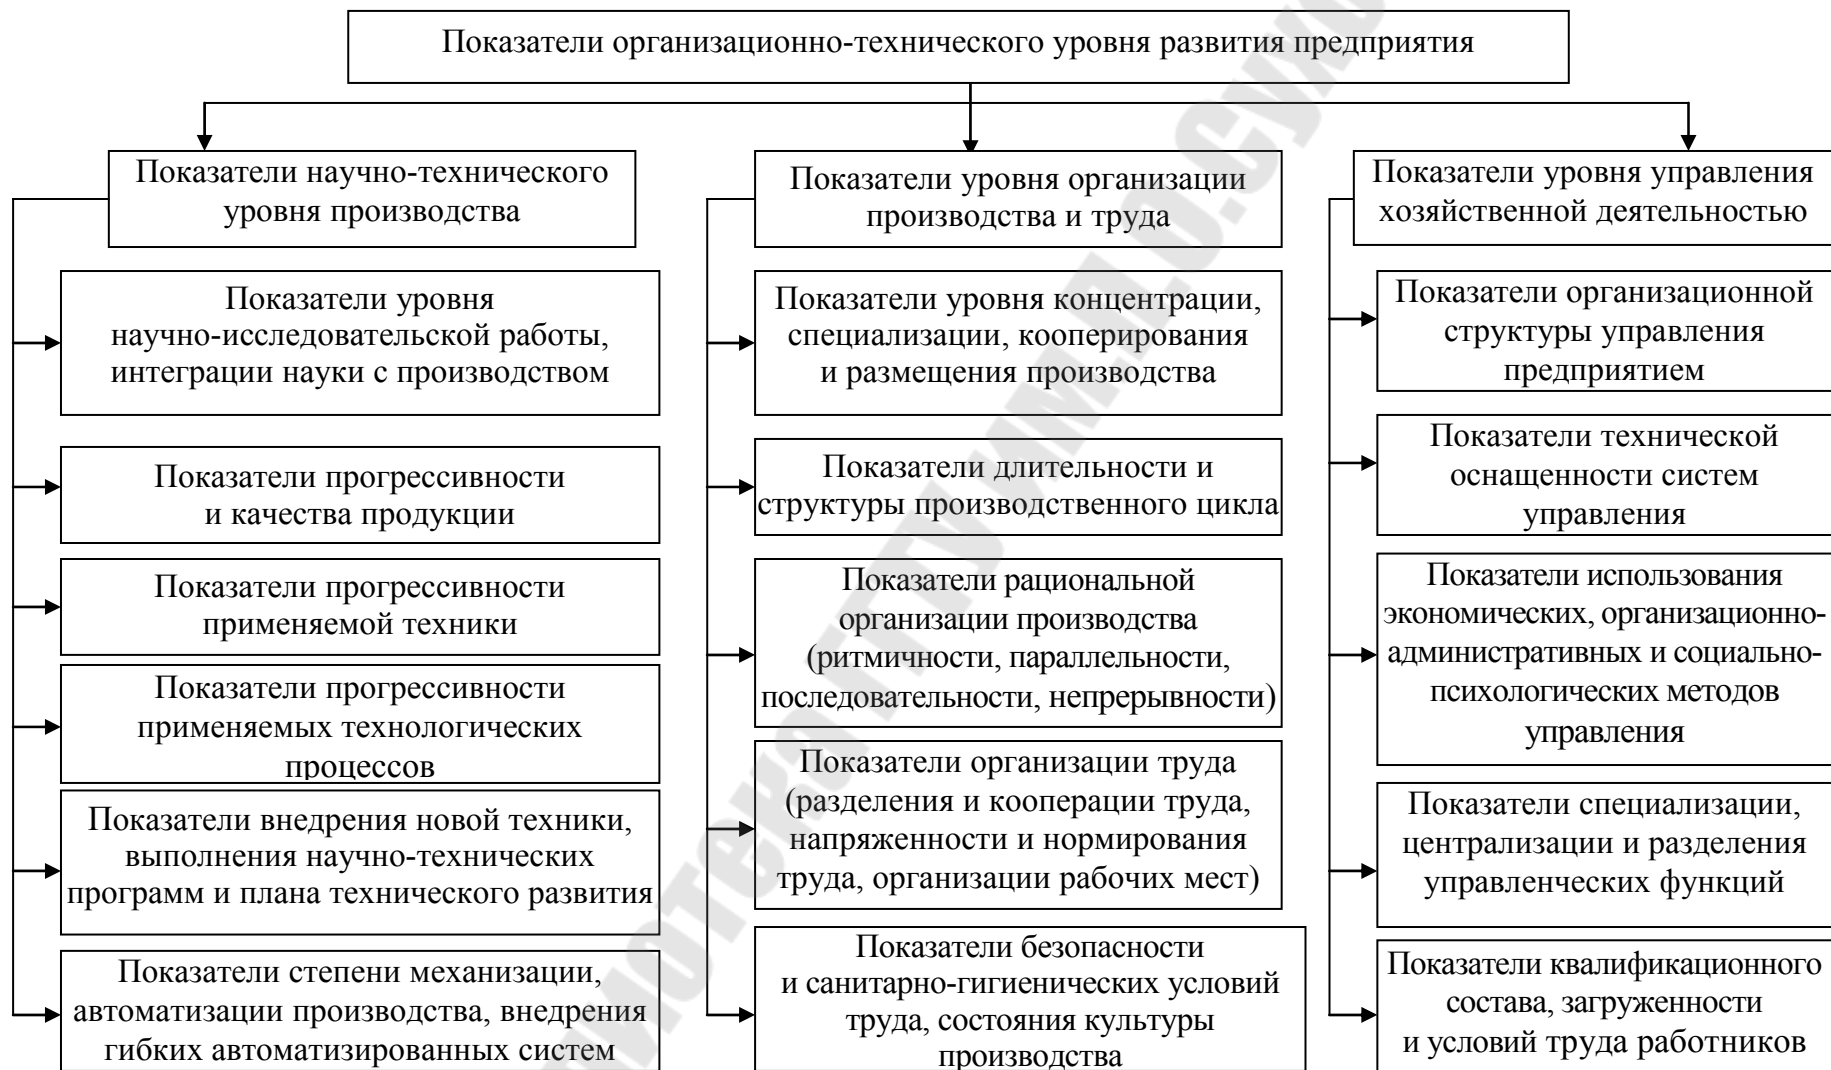 Показатели организационно-технического уровня развития предприятия
Показатели научно-технического
уровня производства
Показатели уровня
научно-исследовательской работы,
интеграции науки с производством
Показатели прогрессивности
и качества продукции
Показатели прогрессивности
применяемой техники
Показатели прогрессивности
применяемых технологических
процессов
Показатели внедрения новой техники,
выполнения научно-технических
программ и плана технического развития
Показатели степени механизации,
автоматизации производства, внедрения
гибких автоматизированных систем
Показатели уровня организации
производства и труда
Показатели уровня концентрации,
специализации, кооперирования
и размещения производства
Показатели длительности и
структуры производственного цикла
Показатели рациональной
организации производства
(ритмичности, параллельности,
последовательности, непрерывности)
Показатели организации труда
(разделения и кооперации труда,
напряженности и нормирования
труда, организации рабочих мест)
Показатели безопасности
и санитарно-гигиенических условий
труда, состояния культуры
производства
Показатели уровня управления
хозяйственной деятельностью
Показатели организационной
структуры управления
предприятием
Показатели технической
оснащенности систем
управления
Показатели использования
экономических, организационно-
административных и социально-
психологических методов
управления
Показатели специализации,
централизации и разделения
управленческих функций
Показатели квалификационного
состава, загруженности
и условий труда работников